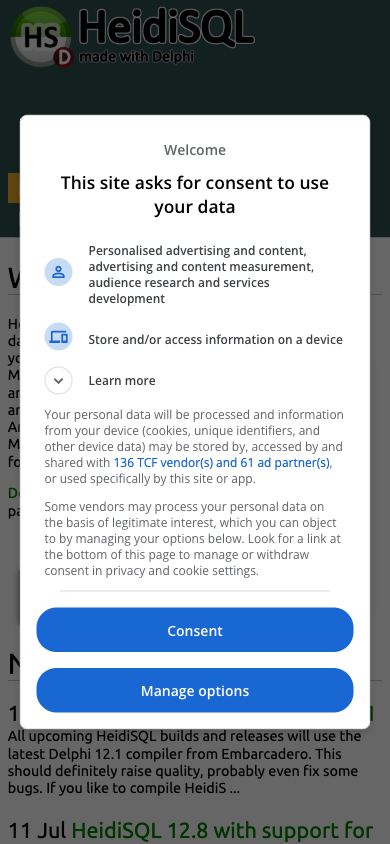 HS
HeidiSQL
D
made with Delphi
Welcome
This site asks for consent to use
your data
Personalised advertising and content,
advertising and content measurement,
audience research and services
development
Store and/or access information on a device
Learn more
Your personal data will be processed and information
from your device (cookies, unique identifiers, and
other device data) may be stored by, accessed by and
shared with 136 TCF vendor(s) and 61 ad partner(s),
or used specifically by this site or app.
Some vendors may process your personal data on
the basis of legitimate interest, which you can object
to by managing your options below. Look for a link at
the bottom of this page to manage or withdraw
consent in privacy and cookie settings.
Consent
Manage options
All upcoming HeidiSQL builds and releases will use the
latest Delphi 12.1 compiler from Embarcadero. This
should definitely raise quality, probably even fix some
bugs. If you like to compile HeidiS ...
11 Jul HeidiSQL 12.8 with support for